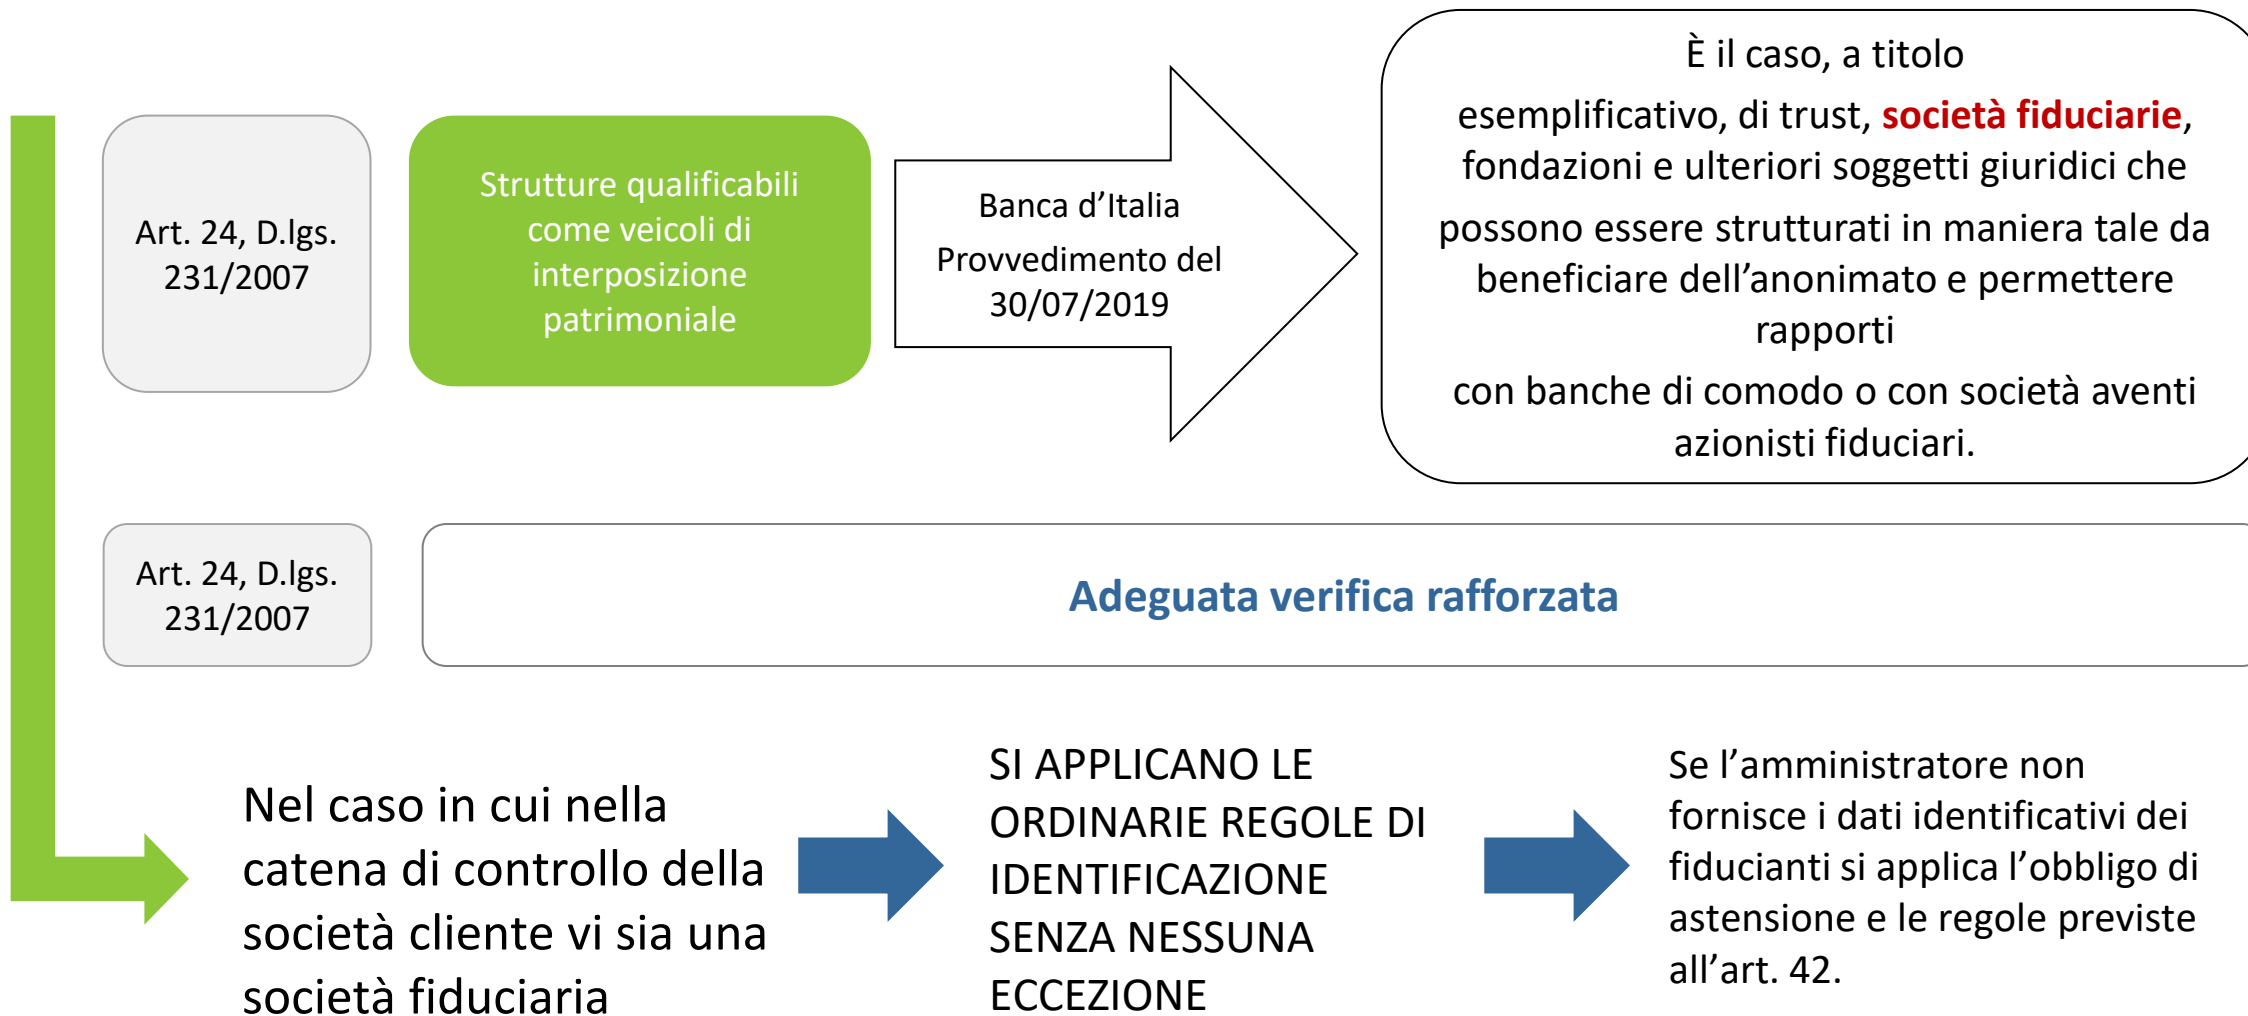 Art. 24, D.lgs.
231/2007
Strutture qualificabili
come veicoli di
interposizione
patrimoniale
Banca d’Italia
Provvedimento del
30/07/2019
È il caso, a titolo
esemplificativo, di trust, società fiduciarie,
fondazioni e ulteriori soggetti giuridici che
possono essere strutturati in maniera tale da
beneficiare dell’anonimato e permettere
rapporti
con banche di comodo o con società aventi
azionisti fiduciari.
Art. 24, D.lgs.
231/2007
Adeguata verifica rafforzata
Nel caso in cui nella
catena di controllo della
società cliente vi sia una
società fiduciaria
SI APPLICANO LE
ORDINARIE REGOLE DI
IDENTIFICAZIONE
SENZA NESSUNA
ECCEZIONE
Se l’amministratore non
fornisce i dati identificativi dei
fiducianti si applica l’obbligo di
astensione e le regole previste
all’art. 42.